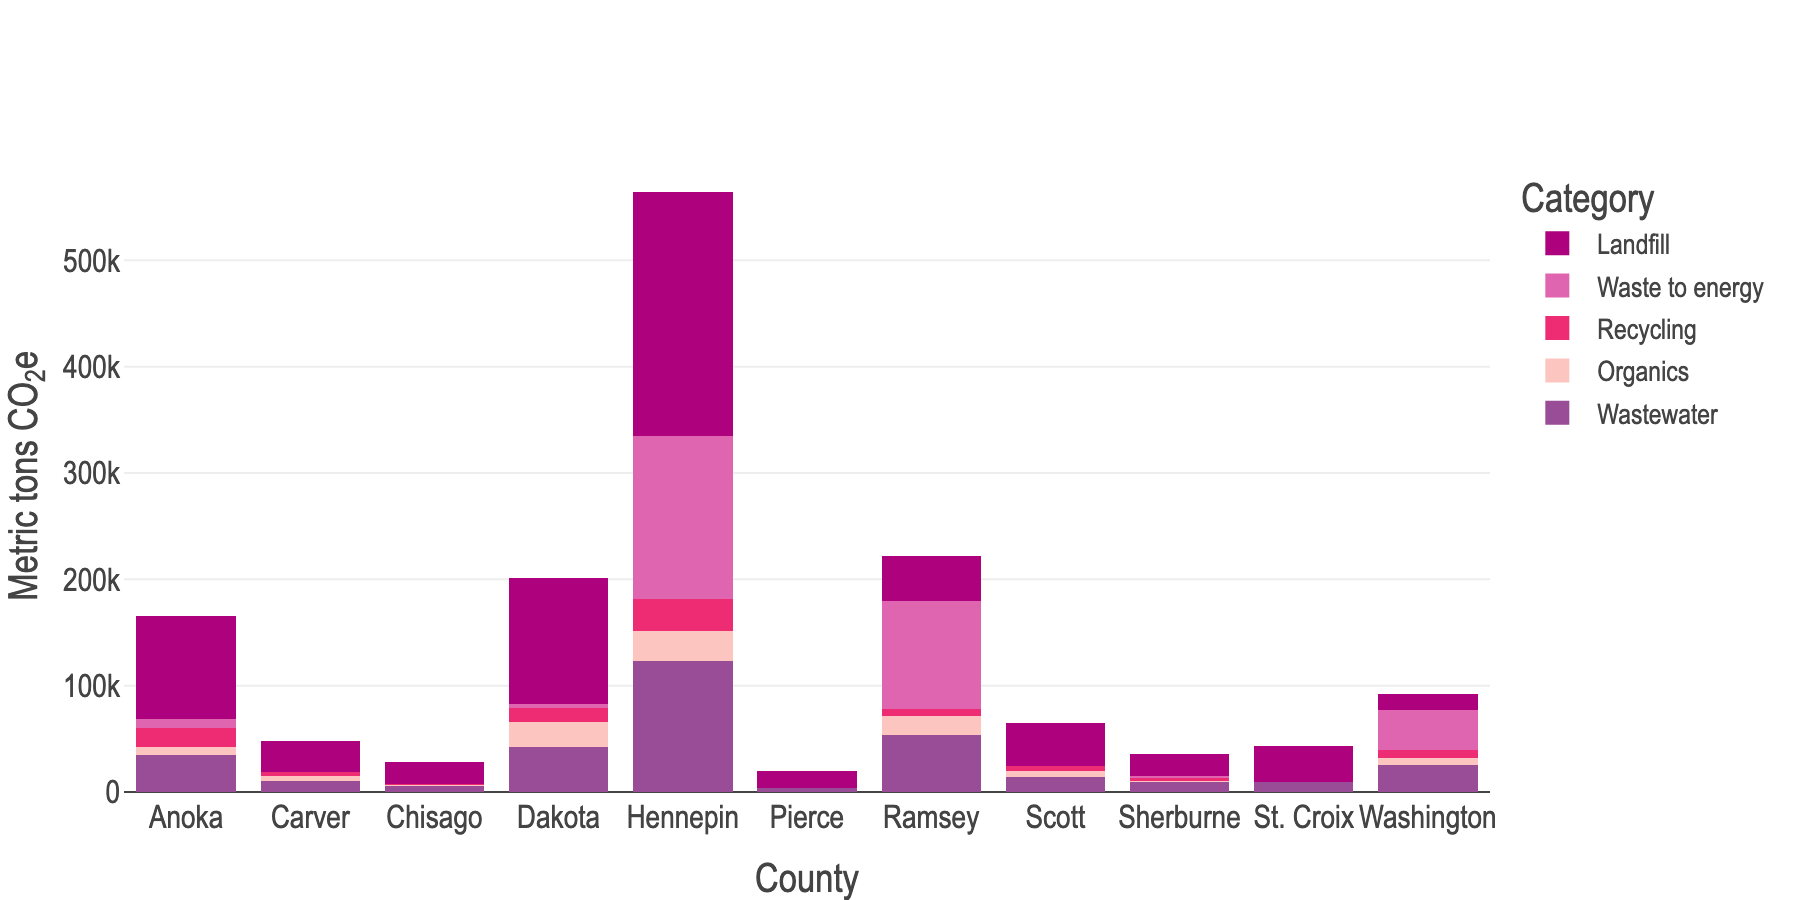 Category
Landfill
Waste to energy
Recycling
Organics
Wastewater
Metric tons CO₂e
500k
400k
300k
200k
100k
0
Anoka Carver Chisago Dakota Hennepin Pierce Ramsey Scott Sherburne St. Croix Washington
County